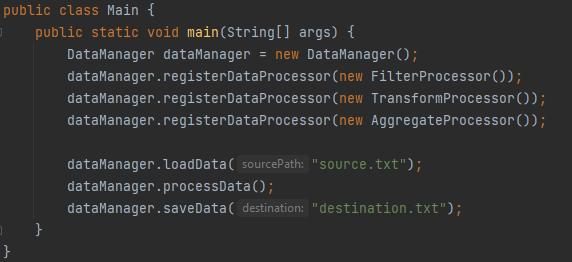 public class Main {
    public static void main(String[] args) {
        DataManager dataManager = new DataManager();
        dataManager.registerDataProcessor(new FilterProcessor());
        dataManager.registerDataProcessor(new TransformProcessor());
        dataManager.registerDataProcessor(new AggregateProcessor());

        dataManager.loadData( sourcePath: "source.txt");
        dataManager.processData();
        dataManager.saveData( destination: "destination.txt");
    }
}